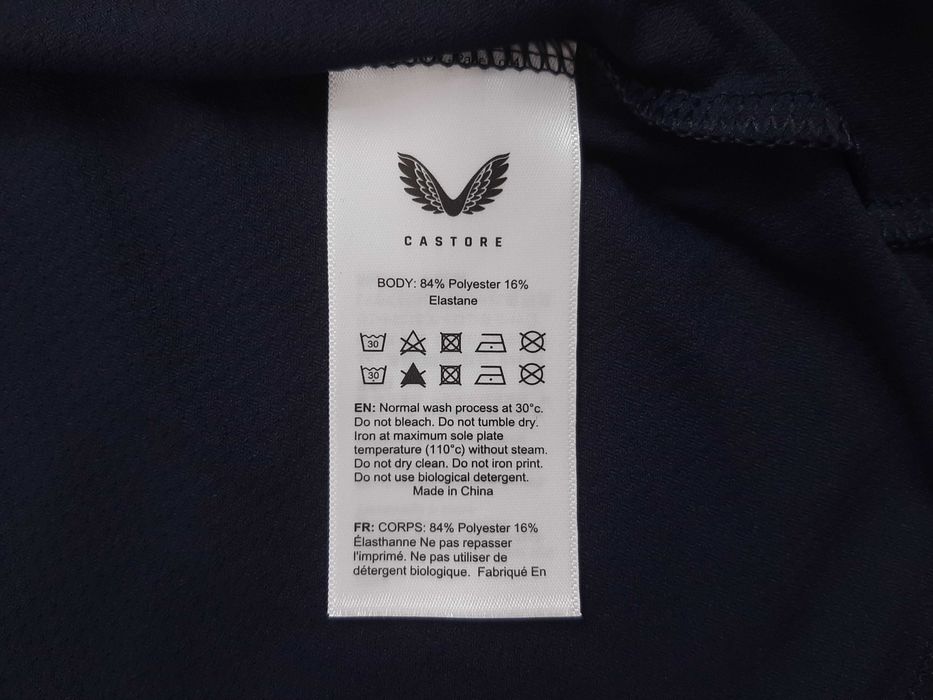 CASTORE
BODY: 84% Polyester 16%
Elastane
30
30
EN: Normal wash process at 30°c.
Do not bleach. Do not tumble dry.
Iron at maximum sole plate
temperature (110°c) without steam.
Do not dry clean. Do not iron print.
Do not use biological detergent.
Made in China
FR: CORPS: 84% Polyester 16%
Élasthanne Ne pas repasser
l'imprimé. Ne pas utiliser de
détergent biologique. Fabriqué En